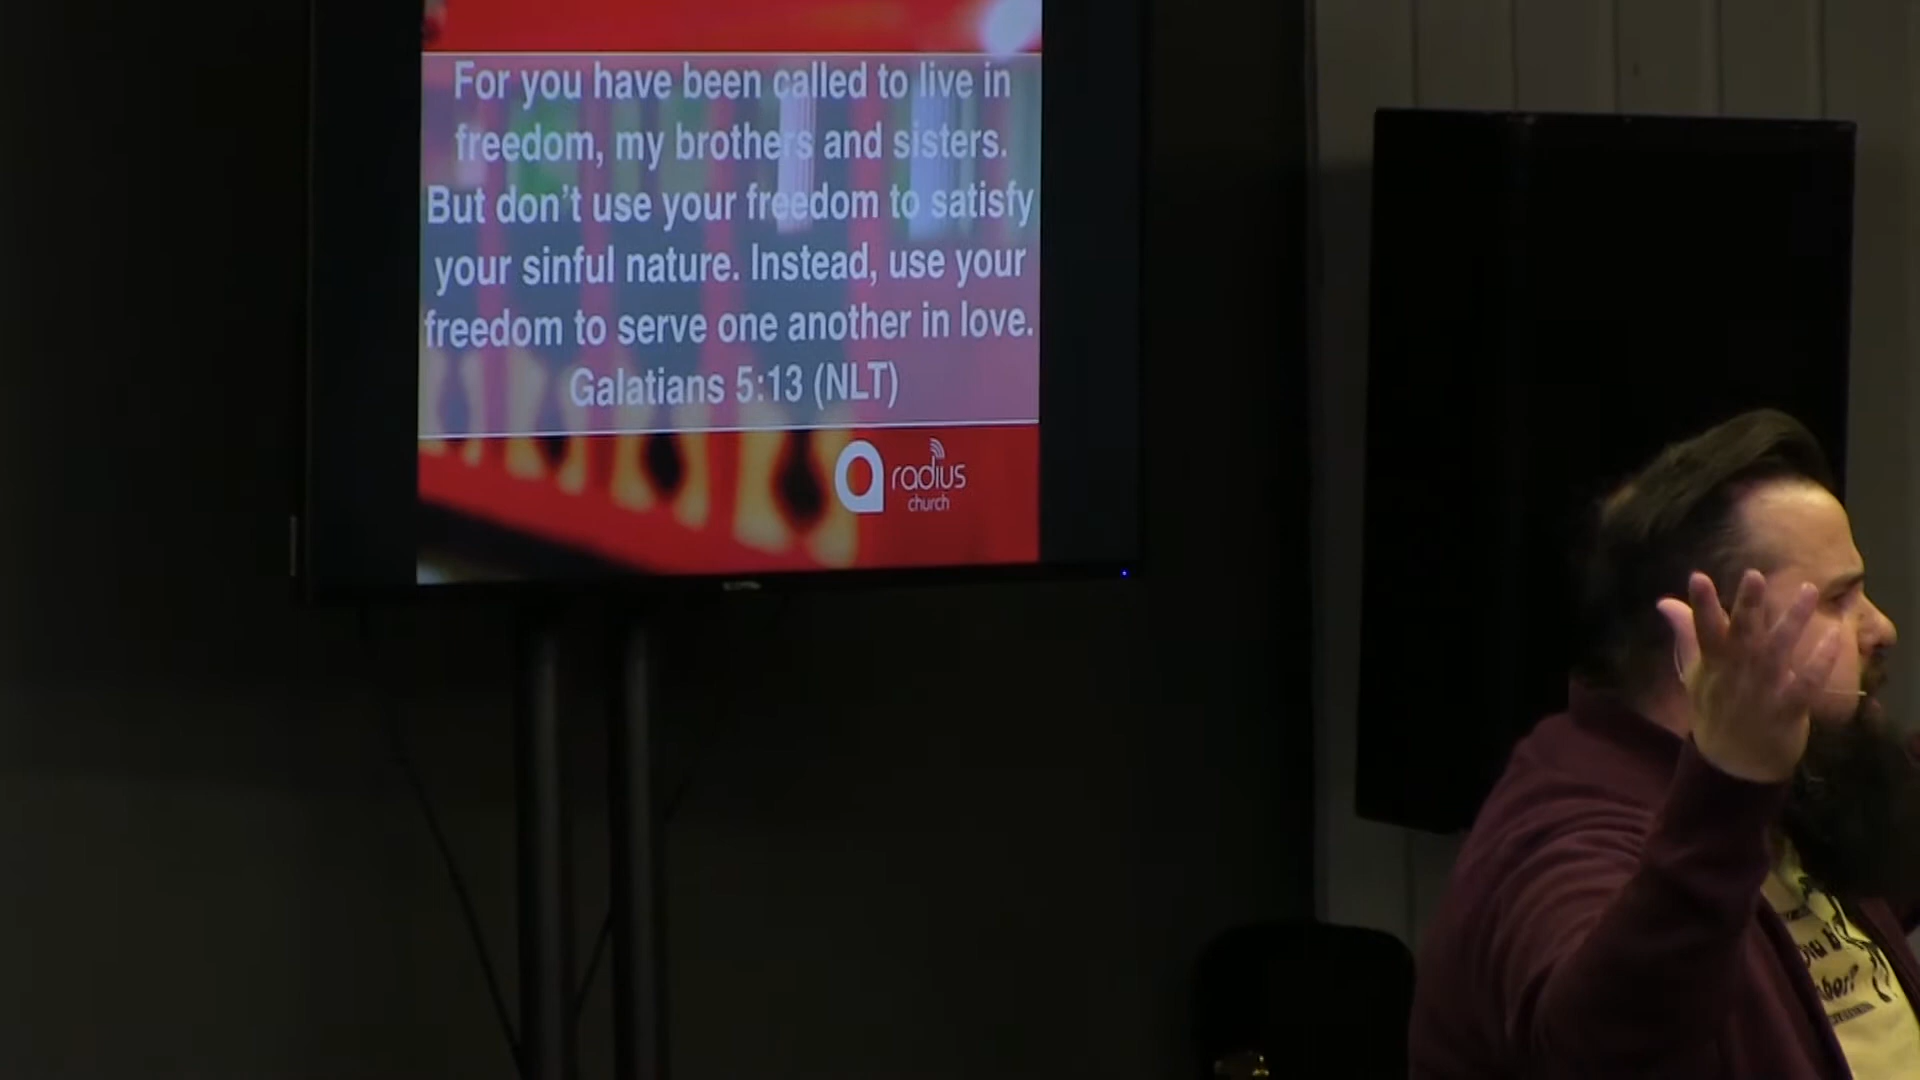 For you have been called to live in
freedom, my brothers and sisters.
But don't use your freedom to satisfy
your sinful nature. Instead, use your
freedom to serve one another in love.
Galatians 5:13 (NLT)
radius
church